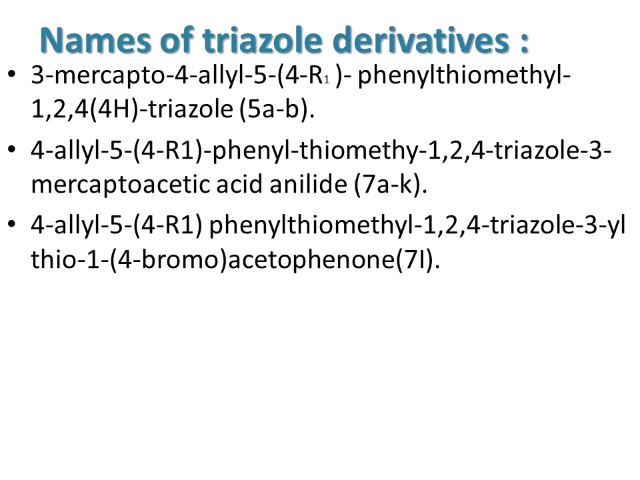 Names of triazole derivatives :
• 3-mercapto-4-allyl-5-(4-R₁ )- phenylthiomethyl-
1,2,4(4H)-triazole (5a-b).
• 4-allyl-5-(4-R1)-phenyl-thiomethy-1,2,4-triazole-3-
mercaptoacetic acid anilide (7a-k).
• 4-allyl-5-(4-R1) phenylthiomethyl-1,2,4-triazole-3-yl
thio-1-(4-bromo)acetophenone(7I).